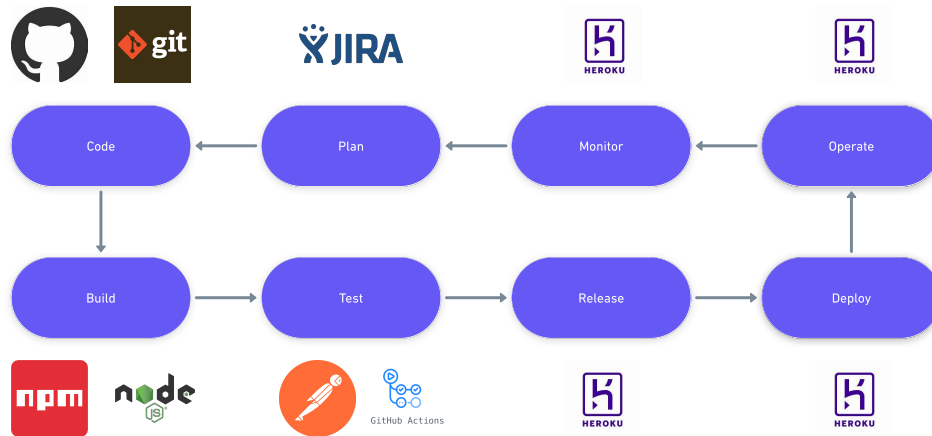 git
JIRA
HEROKU
HEROKU
Code
Plan
Monitor
Operate
Build
Test
Release
Deploy
npm
node
JS
GitHub Actions
HEROKU
HEROKU